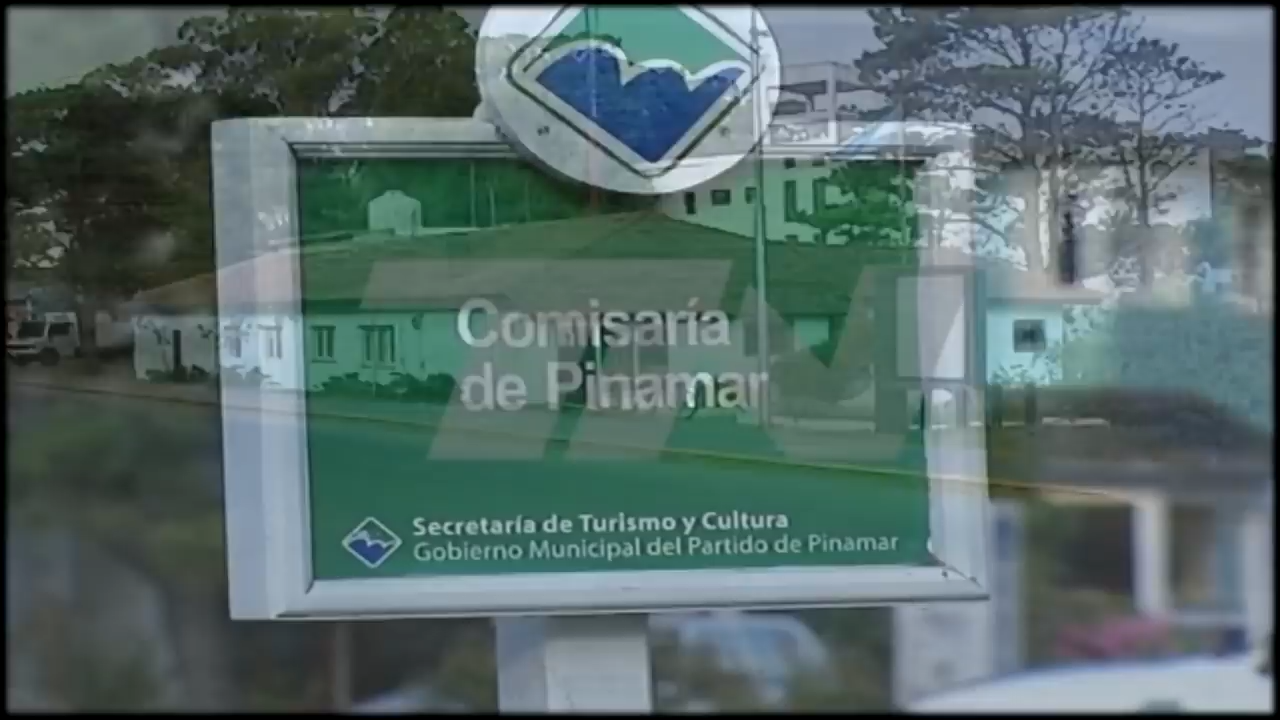 Comisaría
de Pinamar
Secretaría de Turismo y Cultura
Gobierno Municipal del Partido de Pinamar